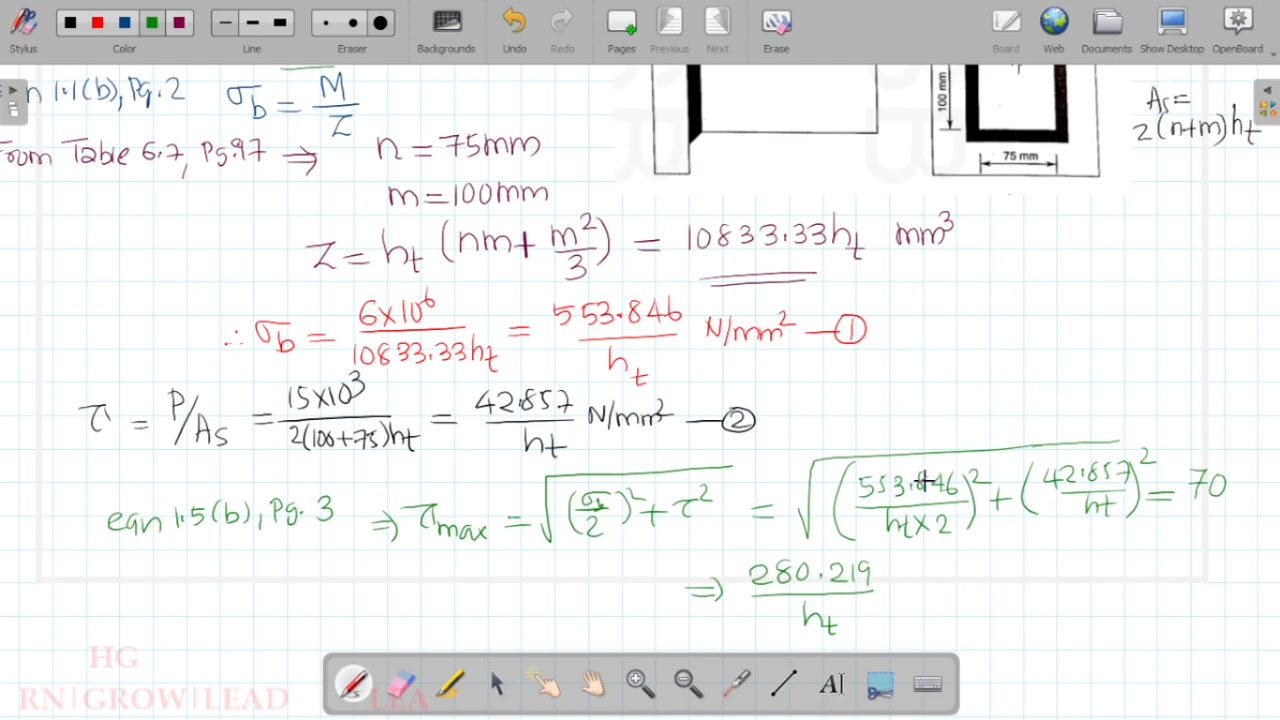 Stylus Color Line Eraser Backgrounds Undo Redo Pages Previous Next Erase Board Web Documents Show Desktop OpenBoard
n 1.1(b), Pg.2 σb = M/Z
From Table 6.7, Pg.97 ⇒ n = 75mm
m = 100mm
100 mm
75 mm
As =
2(n+m)ht
Z = ht (nm + m²/3) = 10833.33ht mm³
∴ σb = 6×10⁶/10833.33ht = 553.846/ht N/mm² —①
τ = P/As = 15×10³/2(100+75)ht = 42.857/ht N/mm² —②
eqn 1.5(b), Pg. 3 ⇒ τmax = √((σx/2)² + τ²) = √((553.846/ht×2)² + (42.857/ht)²) = 70
⇒ 280.219/ht
HG
RN|GROW|LEAD LEA